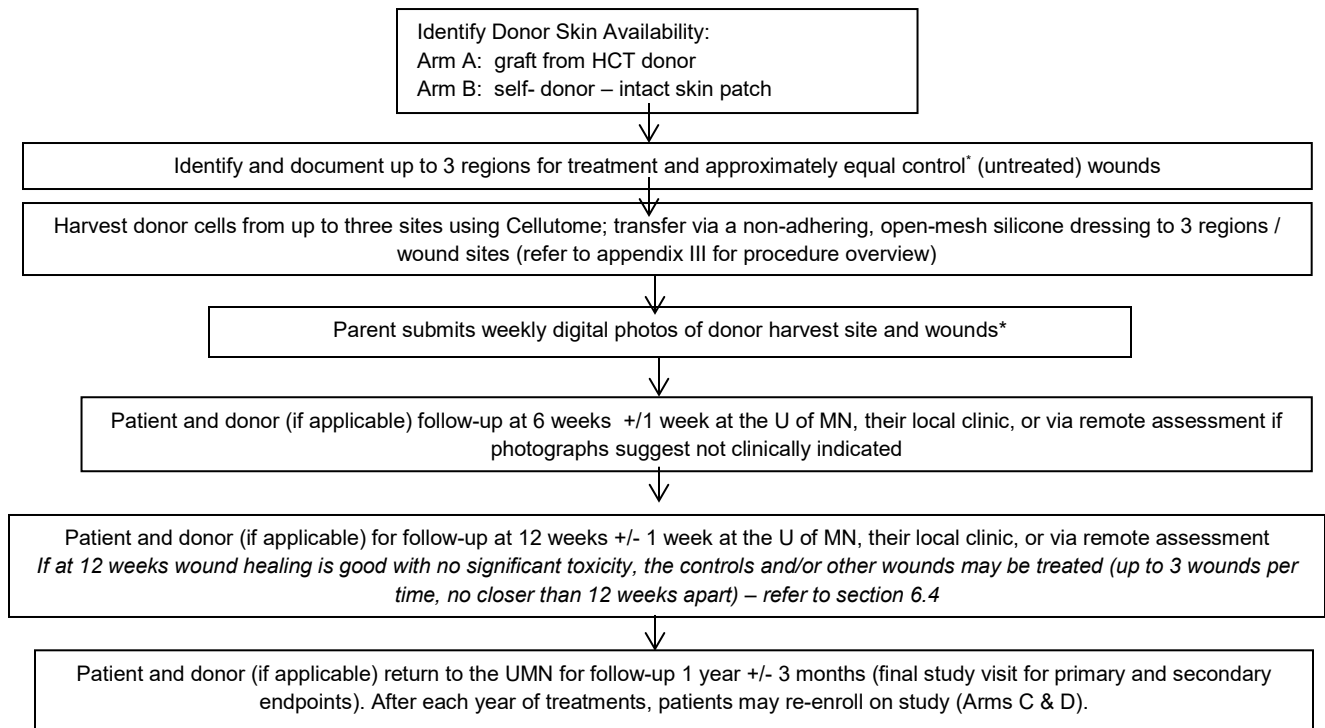 Identify Donor Skin Availability:
Arm A:  graft from HCT donor
Arm B:  self- donor – intact skin patch
Identify and document up to 3 regions for treatment and approximately equal control* (untreated) wounds
Harvest donor cells from up to three sites using Cellutome; transfer via a non-adhering, open-mesh silicone dressing to 3 regions /
wound sites (refer to appendix III for procedure overview)
Parent submits weekly digital photos of donor harvest site and wounds*
Patient and donor (if applicable) follow-up at 6 weeks  +/1 week at the U of MN, their local clinic, or via remote assessment if
photographs suggest not clinically indicated
Patient and donor (if applicable) for follow-up at 12 weeks +/- 1 week at the U of MN, their local clinic, or via remote assessment
If at 12 weeks wound healing is good with no significant toxicity, the controls and/or other wounds may be treated (up to 3 wounds per
time, no closer than 12 weeks apart) – refer to section 6.4
Patient and donor (if applicable) return to the UMN for follow-up 1 year +/- 3 months (final study visit for primary and secondary
endpoints). After each year of treatments, patients may re-enroll on study (Arms C & D).